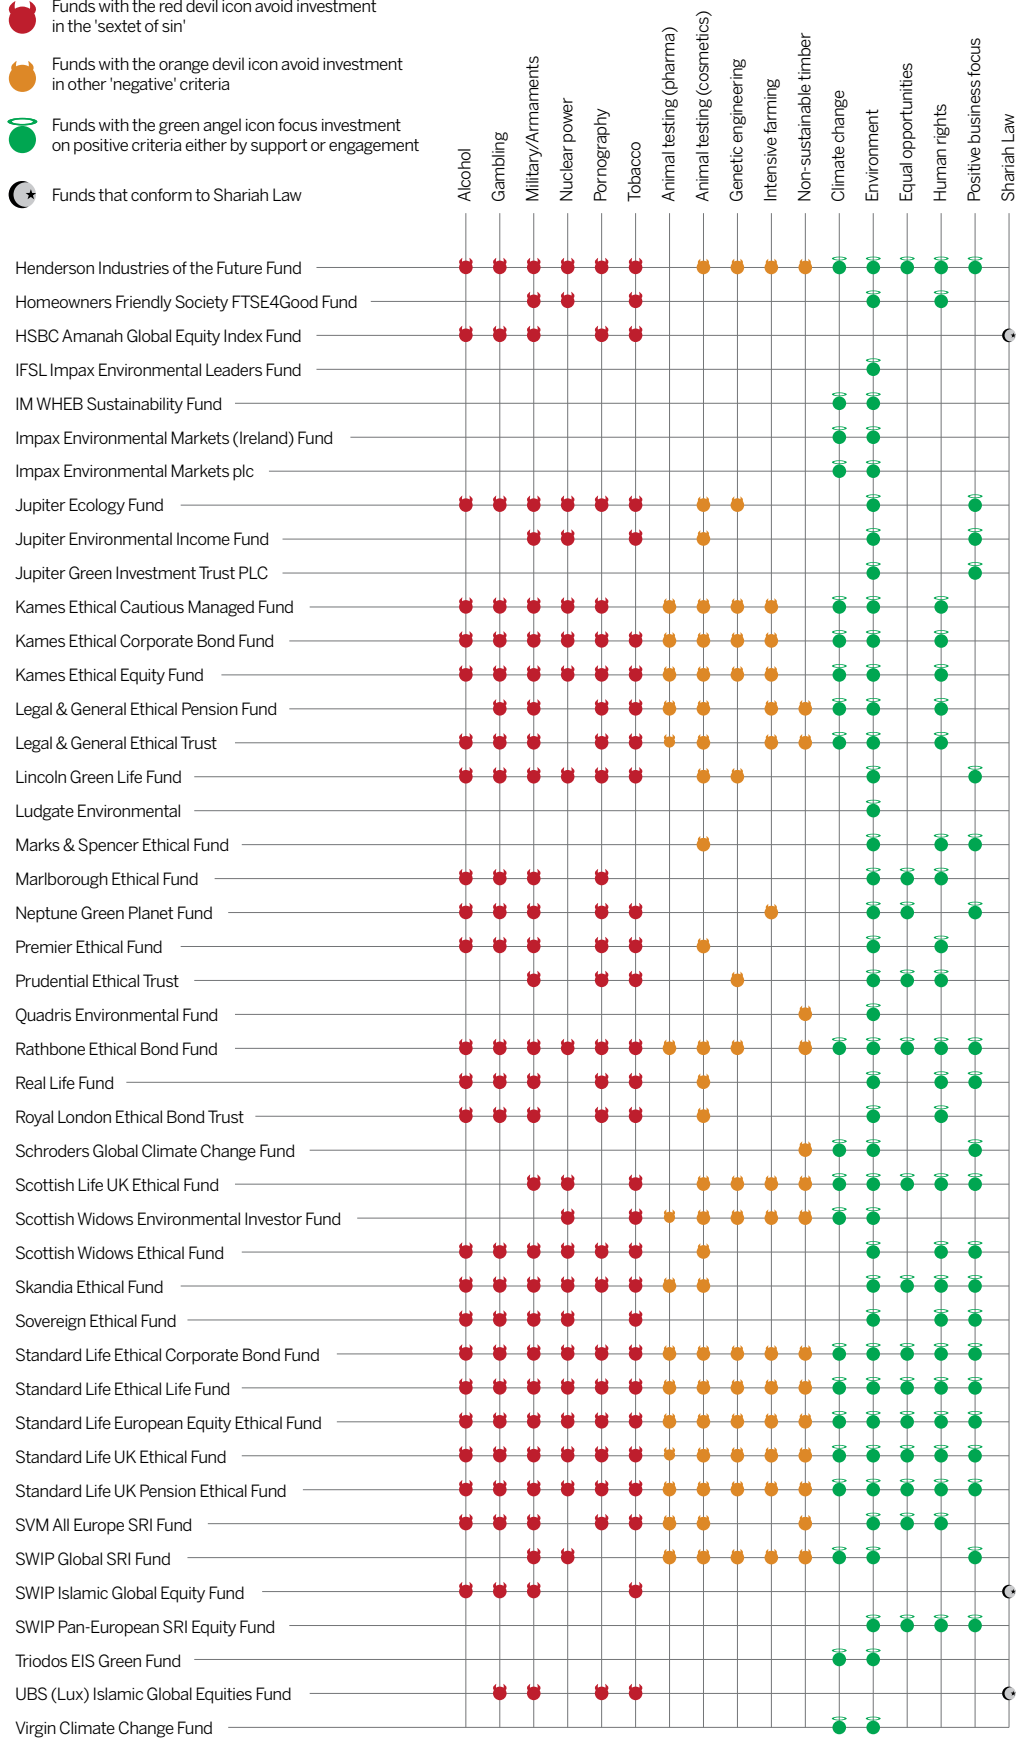 Funds with the red devil icon avoid investment
in the 'sextet of sin'
Funds with the orange devil icon avoid investment
in other 'negative' criteria
Funds with the green angel icon focus investment
on positive criteria either by support or engagement
Funds that conform to Shariah Law
Alcohol
Gambling
Military/Armaments
Nuclear power
Pornography
Tobacco
Animal testing (pharma)
Animal testing (cosmetics)
Genetic engineering
Intensive farming
Non-sustainable timber
Climate change
Environment
Equal opportunities
Human rights
Positive business focus
Shariah Law
Henderson Industries of the Future Fund
Homeowners Friendly Society FTSE4Good Fund
HSBC Amanah Global Equity Index Fund
IFSL Impax Environmental Leaders Fund
IM WHEB Sustainability Fund
Impax Environmental Markets (Ireland) Fund
Impax Environmental Markets plc
Jupiter Ecology Fund
Jupiter Environmental Income Fund
Jupiter Green Investment Trust PLC
Kames Ethical Cautious Managed Fund
Kames Ethical Corporate Bond Fund
Kames Ethical Equity Fund
Legal & General Ethical Pension Fund
Legal & General Ethical Trust
Lincoln Green Life Fund
Ludgate Environmental
Marks & Spencer Ethical Fund
Marlborough Ethical Fund
Neptune Green Planet Fund
Premier Ethical Fund
Prudential Ethical Trust
Quadris Environmental Fund
Rathbone Ethical Bond Fund
Real Life Fund
Royal London Ethical Bond Trust
Schroders Global Climate Change Fund
Scottish Life UK Ethical Fund
Scottish Widows Environmental Investor Fund
Scottish Widows Ethical Fund
Skandia Ethical Fund
Sovereign Ethical Fund
Standard Life Ethical Corporate Bond Fund
Standard Life Ethical Life Fund
Standard Life European Equity Ethical Fund
Standard Life UK Ethical Fund
Standard Life UK Pension Ethical Fund
SVM All Europe SRI Fund
SWIP Global SRI Fund
SWIP Islamic Global Equity Fund
SWIP Pan-European SRI Equity Fund
Triodos EIS Green Fund
UBS (Lux) Islamic Global Equities Fund
Virgin Climate Change Fund